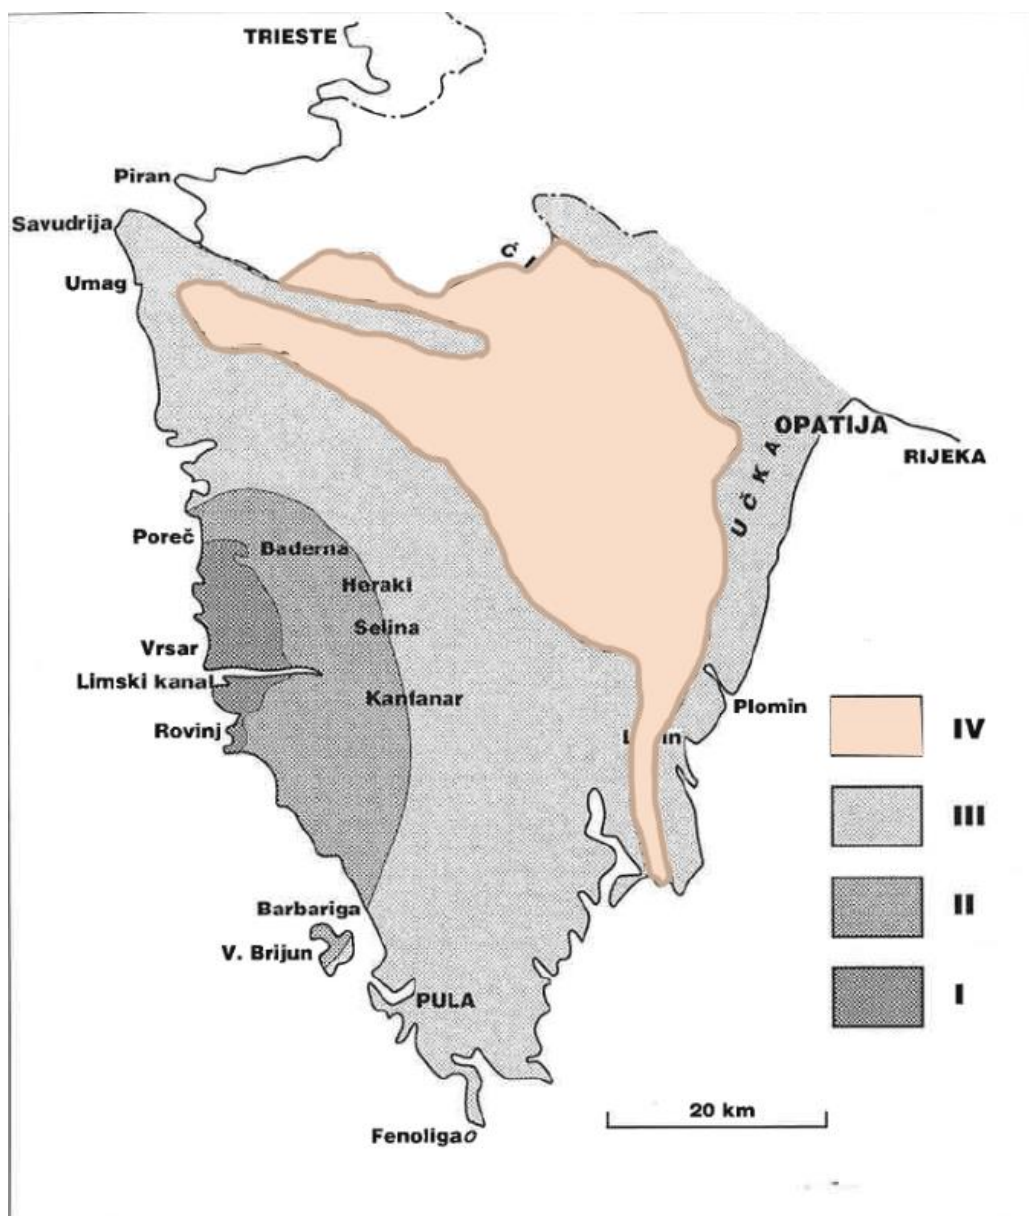 TRIESTE
Piran
Savudrija
Umag
OPATIJA
RIJEKA
UČKA
Poreč
Baderna
Heraki
Selina
Vrsar
Limski kanal
Kanfanar
Rovinj
Plomin
IV
III
II
I
Barbariga
V. Brijun
PULA
20 km
Fenoliga